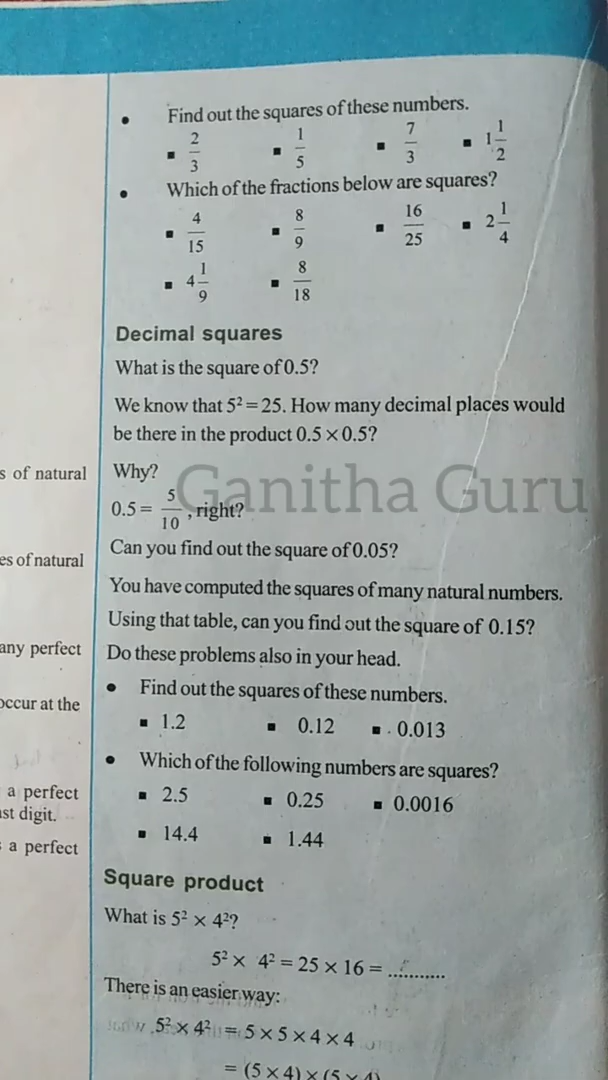 • Find out the squares of these numbers.
▪ 2/3 ▪ 1/5 ▪ 7/3 ▪ 1 1/2
• Which of the fractions below are squares?
▪ 4/15 ▪ 8/9 ▪ 16/25 ▪ 2 1/4
▪ 4 1/9 ▪ 8/18
Decimal squares
What is the square of 0.5?
We know that 5² = 25. How many decimal places would
be there in the product 0.5 × 0.5?
s of natural
Why?
Ganitha Guru
0.5 = 5/10 , right?
Can you find out the square of 0.05?
es of natural
You have computed the squares of many natural numbers.
Using that table, can you find out the square of 0.15?
any perfect
Do these problems also in your head.
• Find out the squares of these numbers.
occur at the
▪ 1.2 ▪ 0.12 ▪ 0.013
• Which of the following numbers are squares?
a perfect
▪ 2.5 ▪ 0.25 ▪ 0.0016
st digit.
▪ 14.4 ▪ 1.44
a perfect
Square product
What is 5² × 4²?
5² × 4² = 25 × 16 = ..........
There is an easier way:
5² × 4² = 5 × 5 × 4 × 4
= (5 × 4) × (5 × 4)